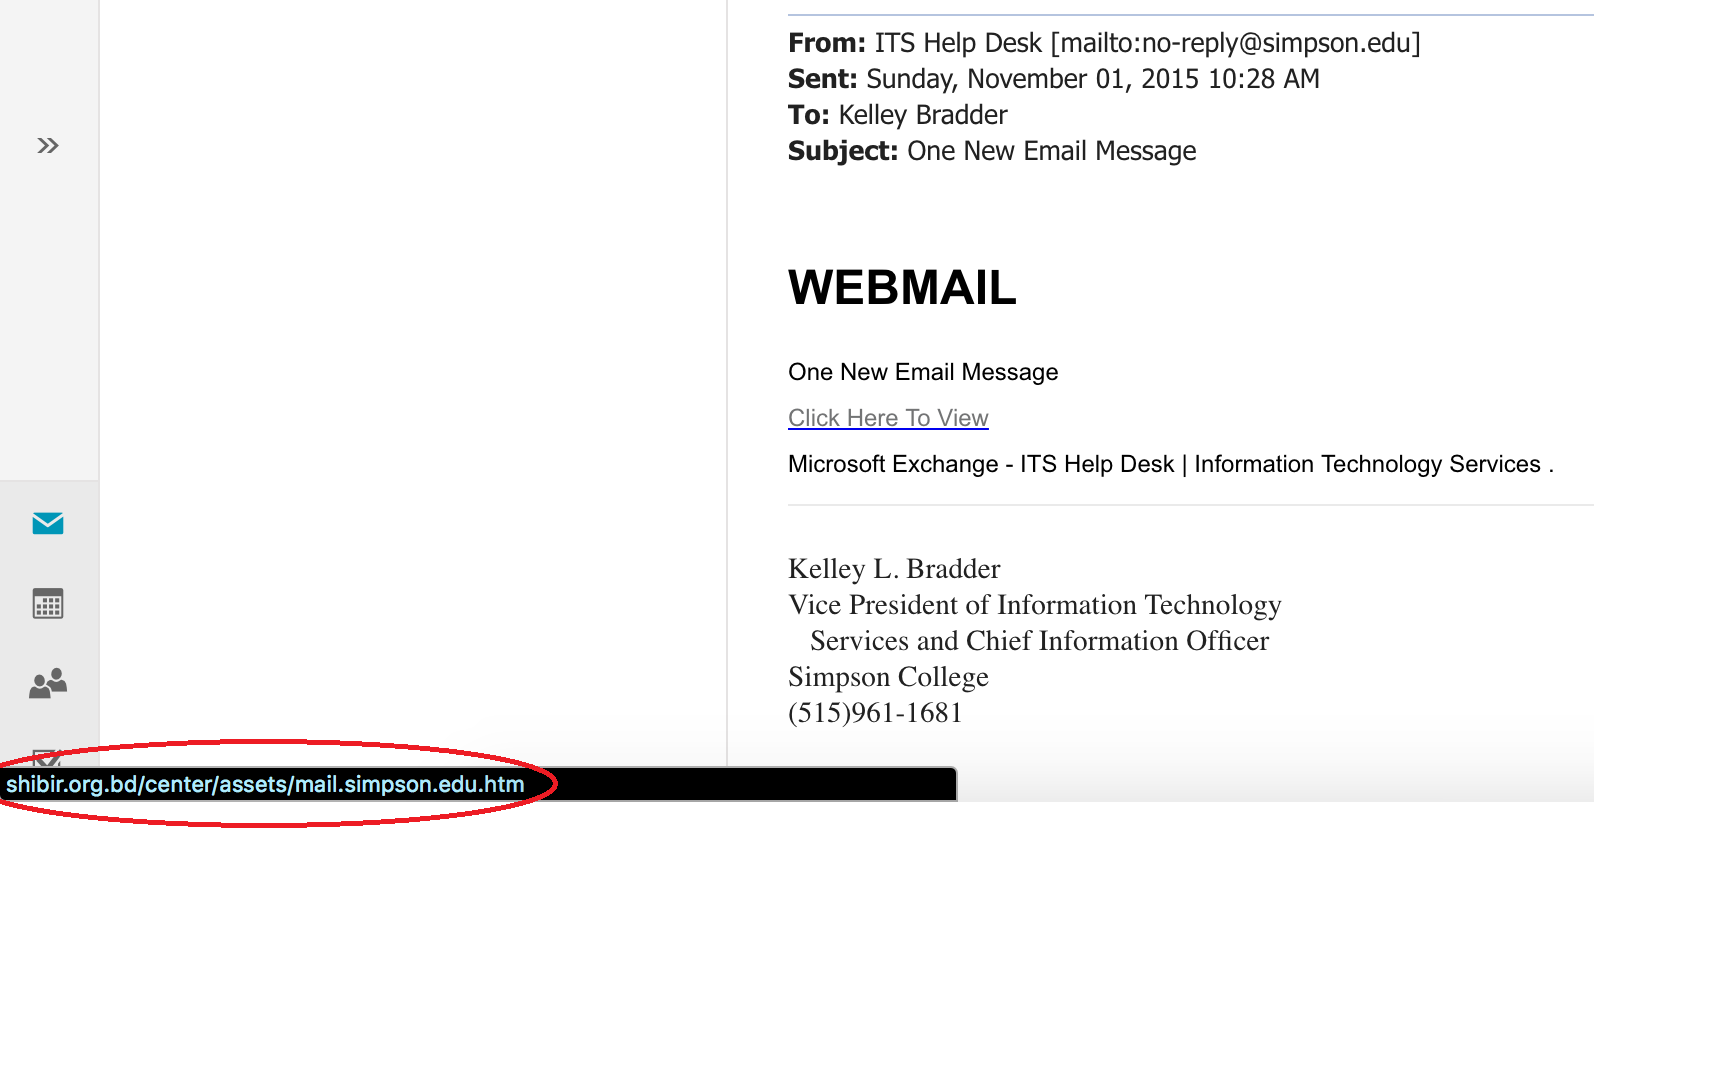 From: ITS Help Desk [mailto:no-reply@simpson.edu]
Sent: Sunday, November 01, 2015 10:28 AM
To: Kelley Bradder
Subject: One New Email Message
WEBMAIL
One New Email Message
Click Here To View
Microsoft Exchange - ITS Help Desk | Information Technology Services .
Kelley L. Bradder
Vice President of Information Technology
Services and Chief Information Officer
Simpson College
(515)961-1681
shibir.org.bd/center/assets/mail.simpson.edu.htm